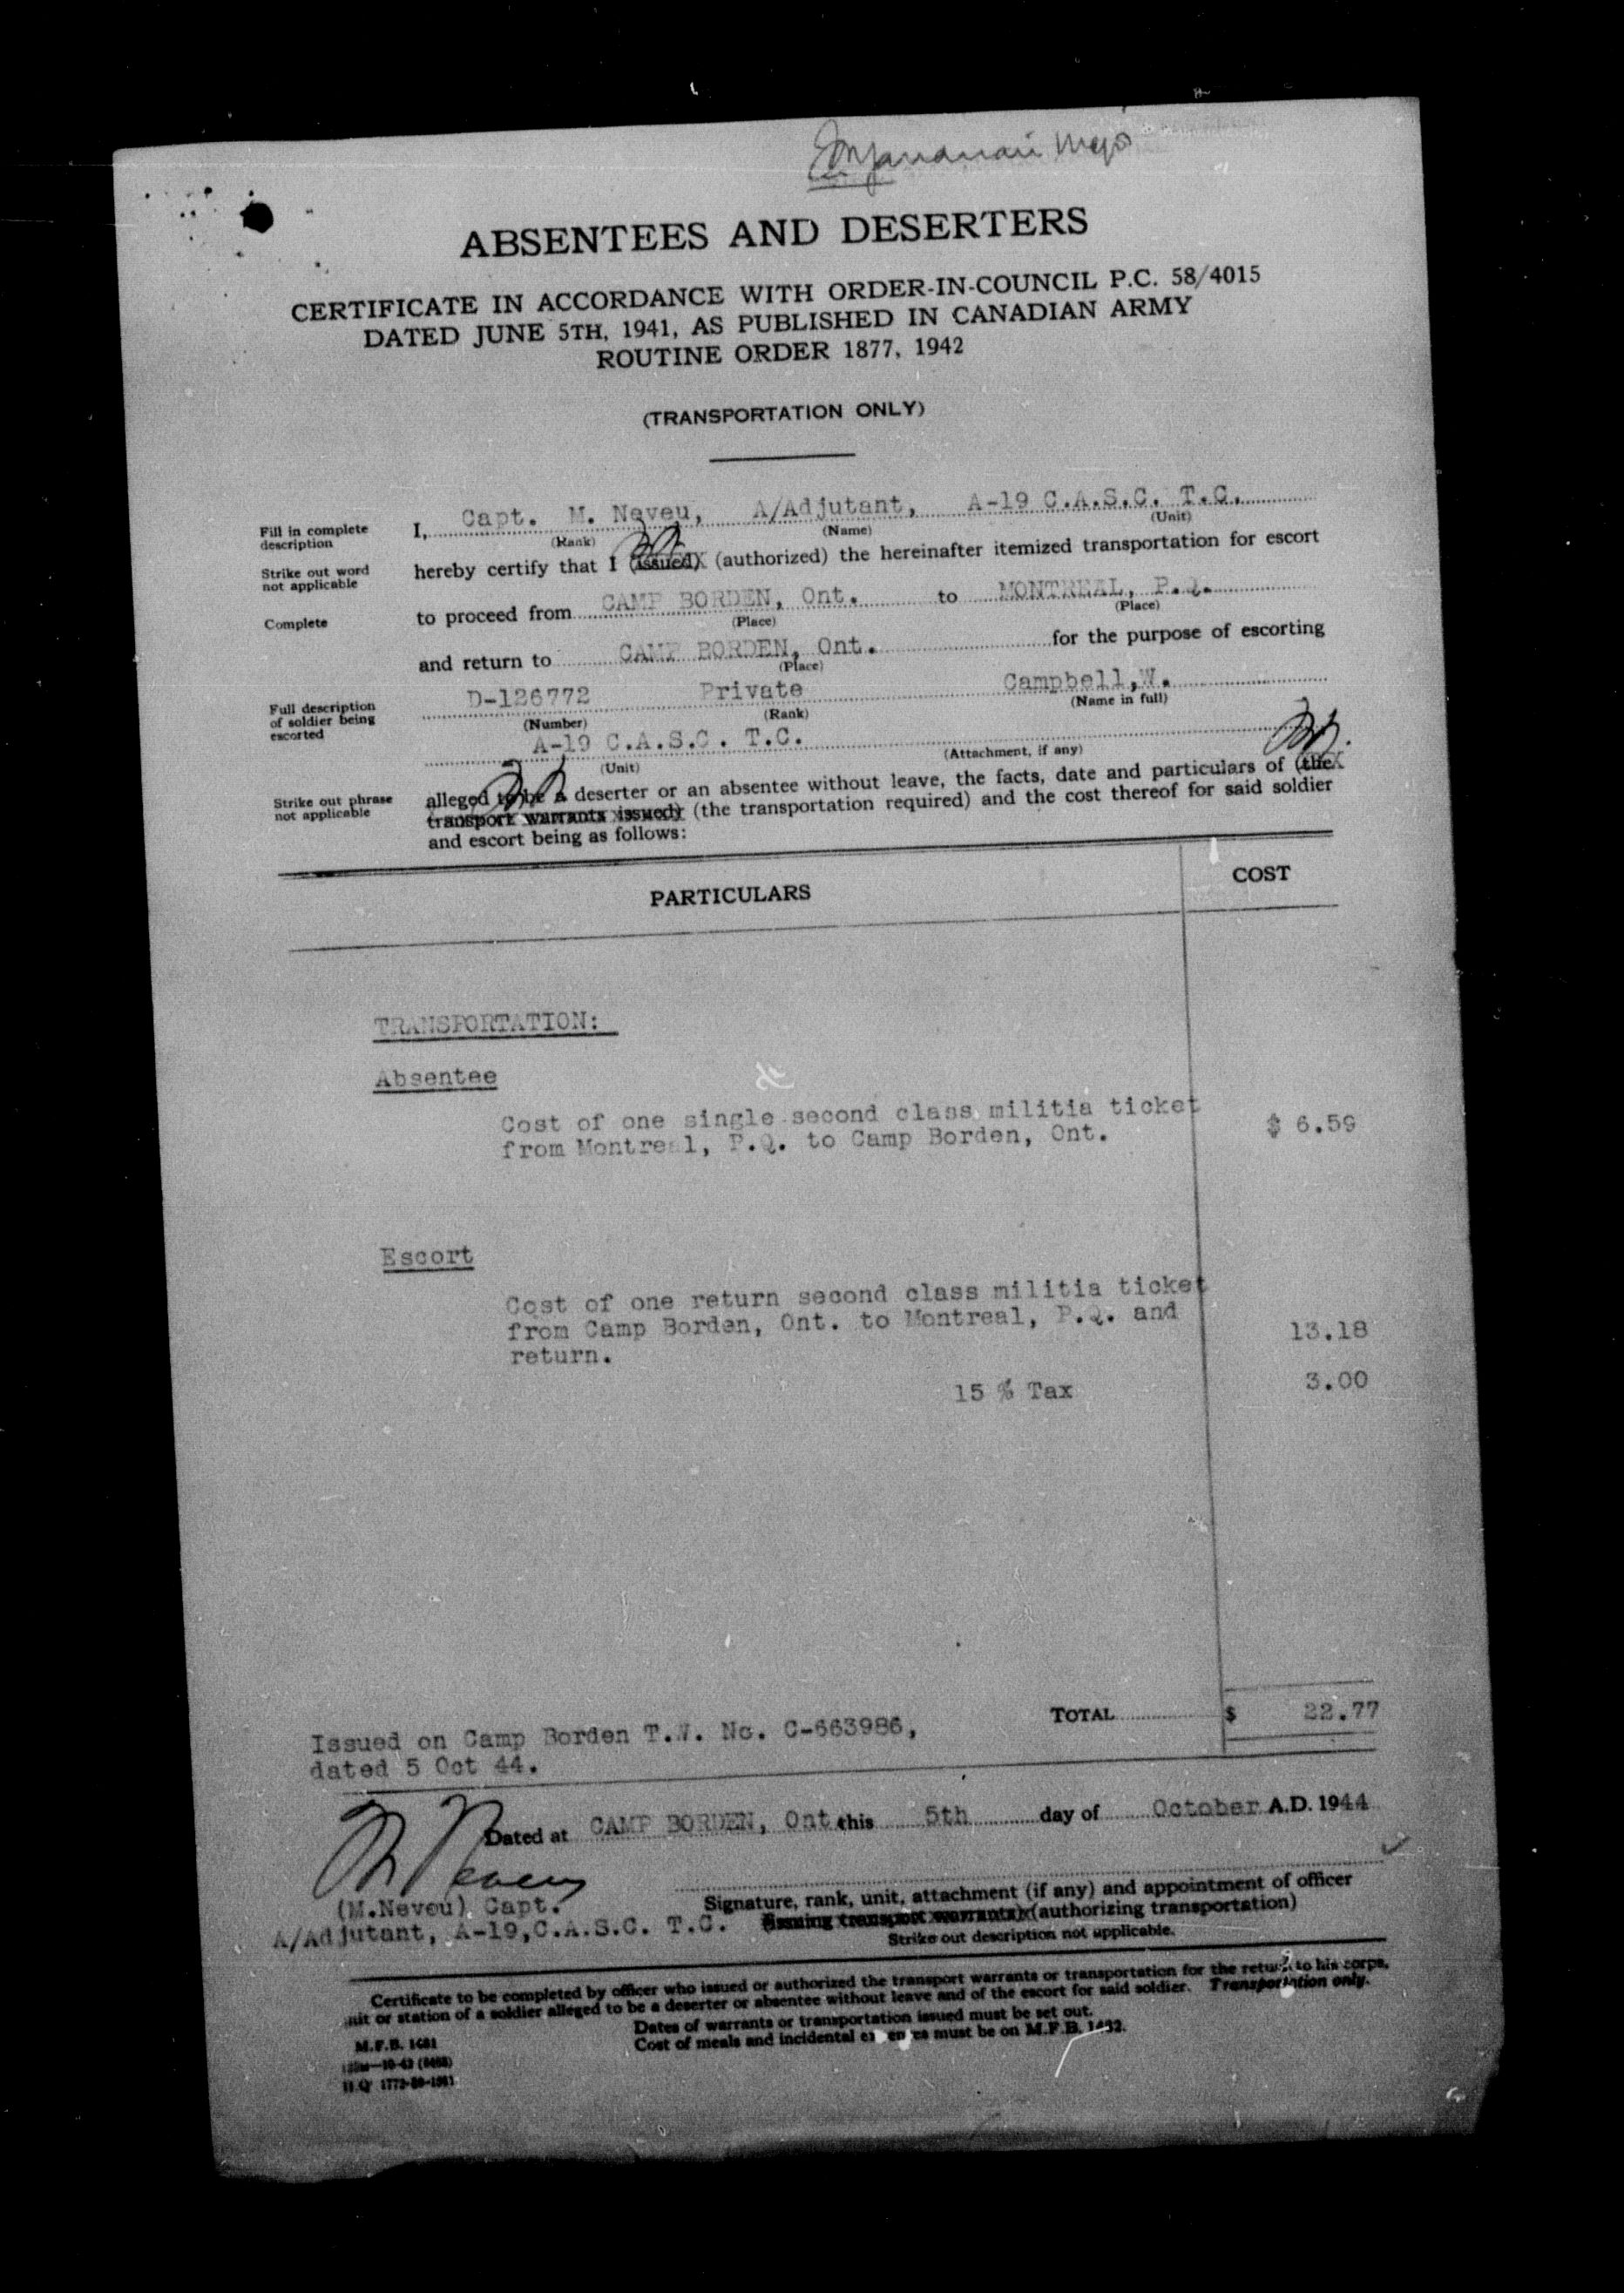 ABSENTEES AND DESERTERS
CERTIFICATE IN ACCORDANCE WITH ORDER-IN-COUNCIL P.C. 58/4015
DATED JUNE 5TH, 1941, AS PUBLISHED IN CANADIAN ARMY
ROUTINE ORDER 1877, 1942
(TRANSPORTATION ONLY)
Fill in complete description
I, Capt. M. Neveu, A/Adjutant, A-19 C.A.S.C. T.C.
(Rank) (Name) (Unit)
Strike out word not applicable
hereby certify that I (issued) (authorized) the hereinafter itemized transportation for escort
Complete
to proceed from CAMP BORDEN, Ont. to MONTREAL, P.Q.
(Place) (Place)
and return to CAMP BORDEN, Ont. for the purpose of escorting
(Place)
Full description of soldier being escorted
D-126772 Private Campbell,W.
(Number) (Rank) (Name in full)
A-19 C.A.S.C. T.C.
(Unit) (Attachment, if any)
Strike out phrase not applicable
alleged to be a deserter or an absentee without leave, the facts, date and particulars of (the
transport warrants issued) (the transportation required) and the cost thereof for said soldier
and escort being as follows:
PARTICULARS COST
TRANSPORTATION:
Absentee
Cost of one single second class militia ticket
from Montreal, P.Q. to Camp Borden, Ont. $ 6.59
Escort
Cost of one return second class militia ticket
from Camp Borden, Ont. to Montreal, P.Q. and
return. 13.18
15 % Tax 3.00
TOTAL $ 22.77
Issued on Camp Borden T.W. No. C-663986,
dated 5 Oct 44.
Dated at CAMP BORDEN, Ont this 5th day of October A.D. 1944
M Neveu
(M.Neveu) Capt.
A/Adjutant, A-19,C.A.S.C. T.C.
Signature, rank, unit, attachment (if any) and appointment of officer
(issuing transport warrants) (authorizing transportation)
Strike out description not applicable.
Certificate to be completed by officer who issued or authorized the transport warrants or transportation for the return to his corps,
unit or station of a soldier alleged to be a deserter or absentee without leave and of the escort for said soldier. Transportation only.
Dates of warrants or transportation issued must be set out.
Cost of meals and incidental expenses must be on M.F.B. 1432.
M.F.B.
H.Q.